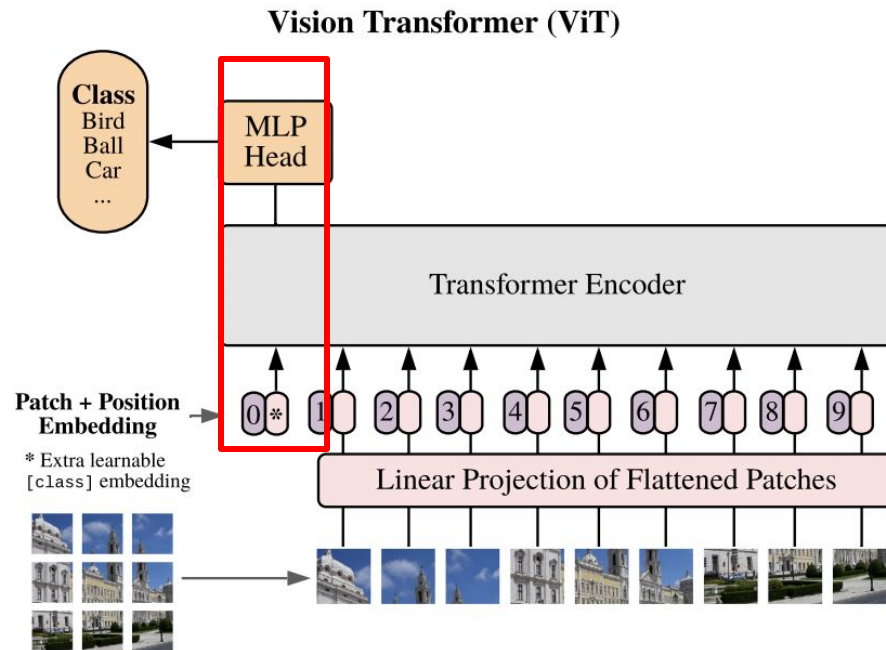 Vision Transformer (ViT)
Class
Bird
Ball
Car
...
MLP
Head
Transformer Encoder
Patch + Position
Embedding
0 * 1 2 3 4 5 6 7 8 9
* Extra learnable
[class] embedding
Linear Projection of Flattened Patches